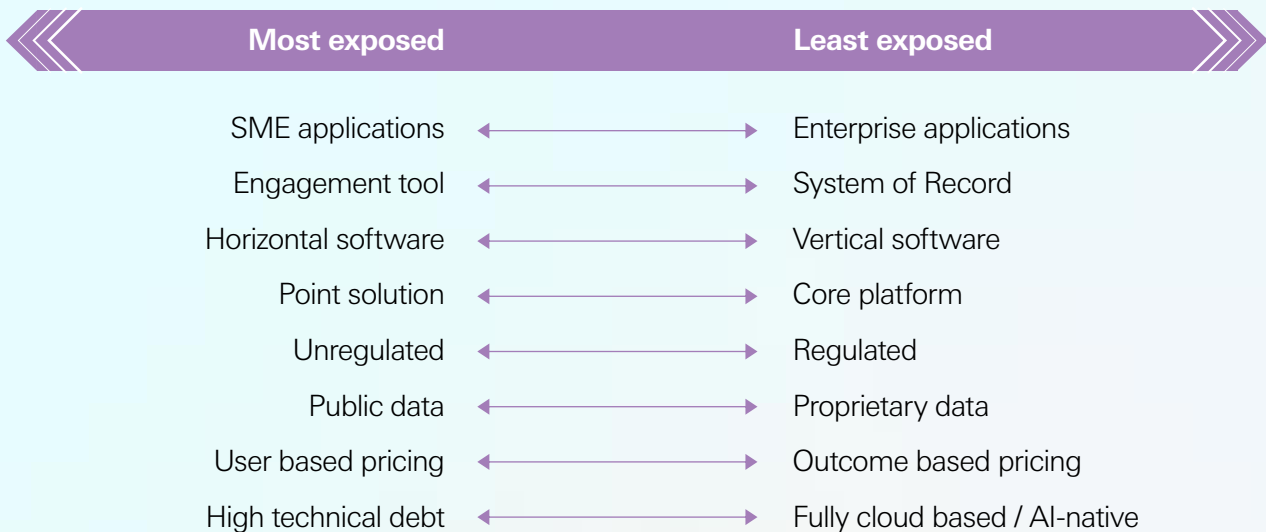 Most exposed Least exposed
SME applications Enterprise applications
Engagement tool System of Record
Horizontal software Vertical software
Point solution Core platform
Unregulated Regulated
Public data Proprietary data
User based pricing Outcome based pricing
High technical debt Fully cloud based / AI-native